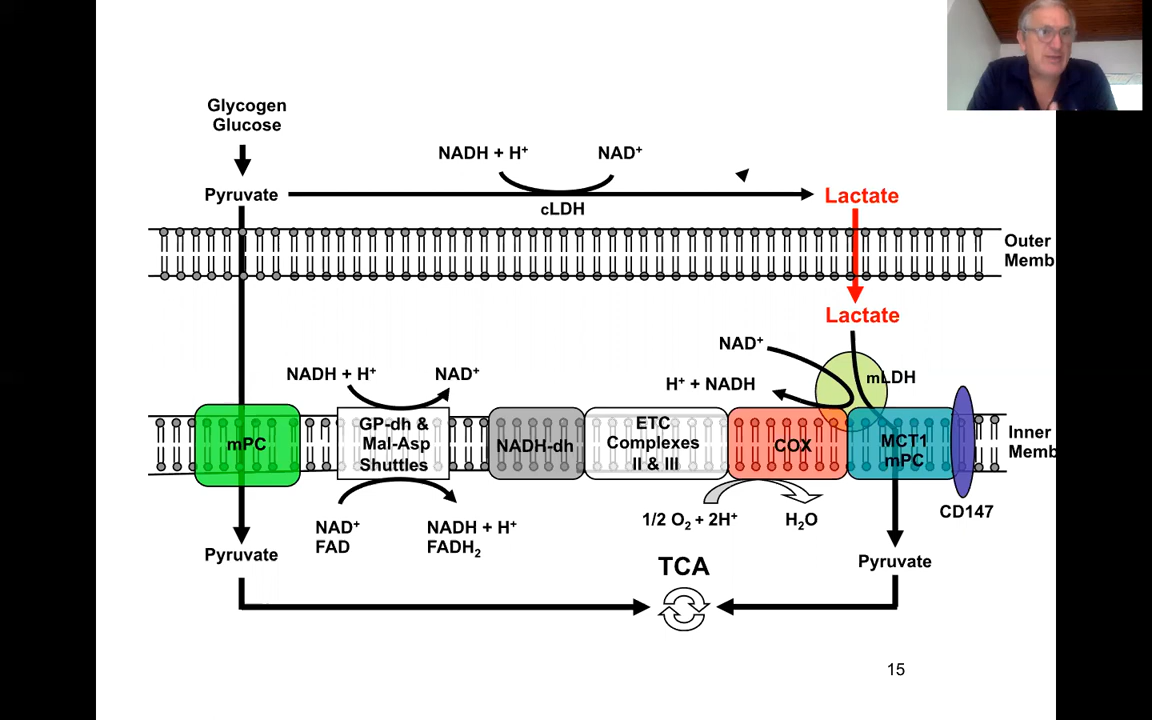 Glycogen
Glucose
NADH + H⁺
NAD⁺
Pyruvate
cLDH
Lactate
Outer
Memb
Lactate
NAD⁺
H⁺ + NADH
mLDH
NADH + H⁺
NAD⁺
mPC
GP-dh &
Mal-Asp
Shuttles
NADH-dh
ETC
Complexes
II & III
COX
MCT1
mPC
Inner
Memb
CD147
NAD⁺
FAD
NADH + H⁺
FADH₂
1/2 O₂ + 2H⁺
H₂O
Pyruvate
TCA
Pyruvate
15